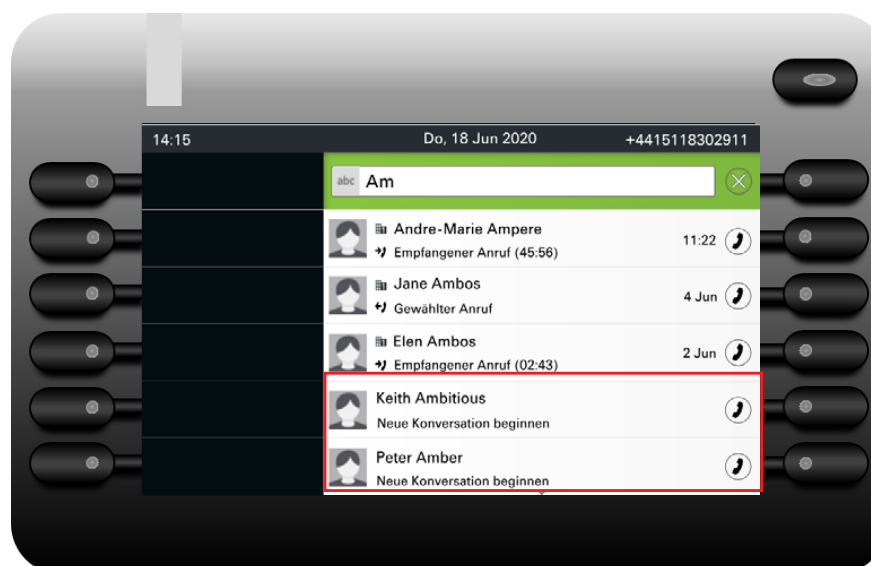 14:15 Do, 18 Jun 2020 +4415118302911
abc Am
Andre-Marie Ampere
Empfangener Anruf (45:56) 11:22
Jane Ambos
Gewählter Anruf 4 Jun
Elen Ambos
Empfangener Anruf (02:43) 2 Jun
Keith Ambitious
Neue Konversation beginnen
Peter Amber
Neue Konversation beginnen